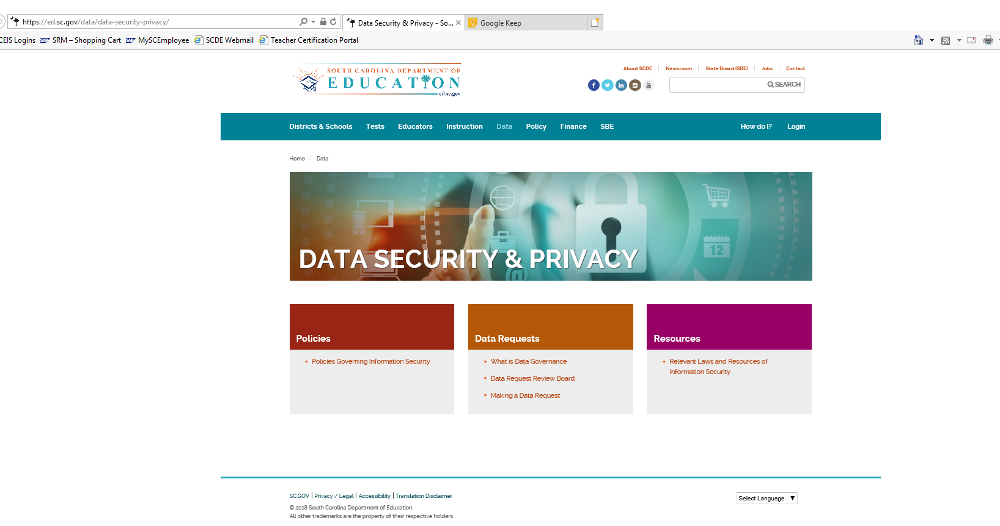 https://ed.sc.gov/data/data-security-privacy/
Data Security & Privacy - So...
Google Keep
CEIS Logins
SRM – Shopping Cart
MySCEmployee
SCDE Webmail
Teacher Certification Portal
SOUTH CAROLINA DEPARTMENT OF
EDUCATION
ed.sc.gov
About SCDE
Newsroom
State Board (SBE)
Jobs
Contact
SEARCH
Districts & Schools
Tests
Educators
Instruction
Data
Policy
Finance
SBE
How do I?
Login
Home / Data
12
DATA SECURITY & PRIVACY
Policies
Policies Governing Information Security
Data Requests
What is Data Governance
Data Request Review Board
Making a Data Request
Resources
Relevant Laws and Resources of
Information Security
SC.GOV | Privacy / Legal | Accessibility | Translation Disclaimer
Select Language
© 2018 South Carolina Department of Education
All other trademarks are the property of their respective holders.